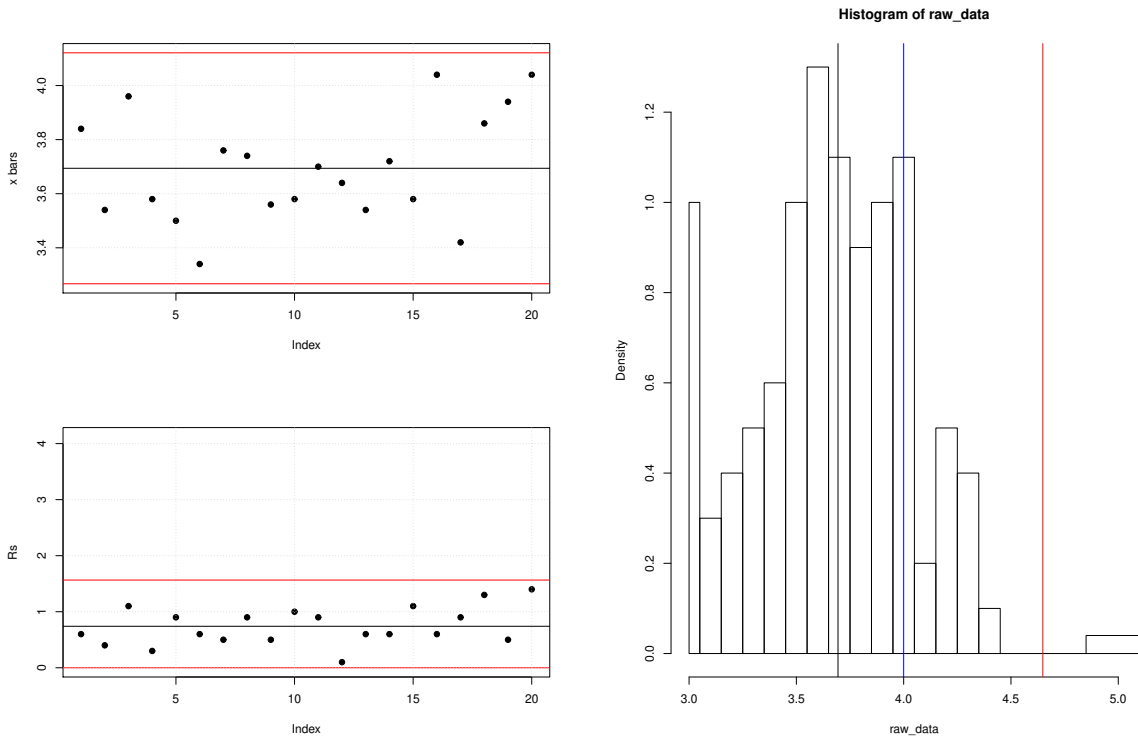 x bars
4.0
3.8
3.6
3.4
5 10 15 20
Index
Rs
4
3
2
1
0
5 10 15 20
Index
Histogram of raw_data
Density
1.2
1.0
0.8
0.6
0.4
0.2
0.0
3.0 3.5 4.0 4.5 5.0
raw_data